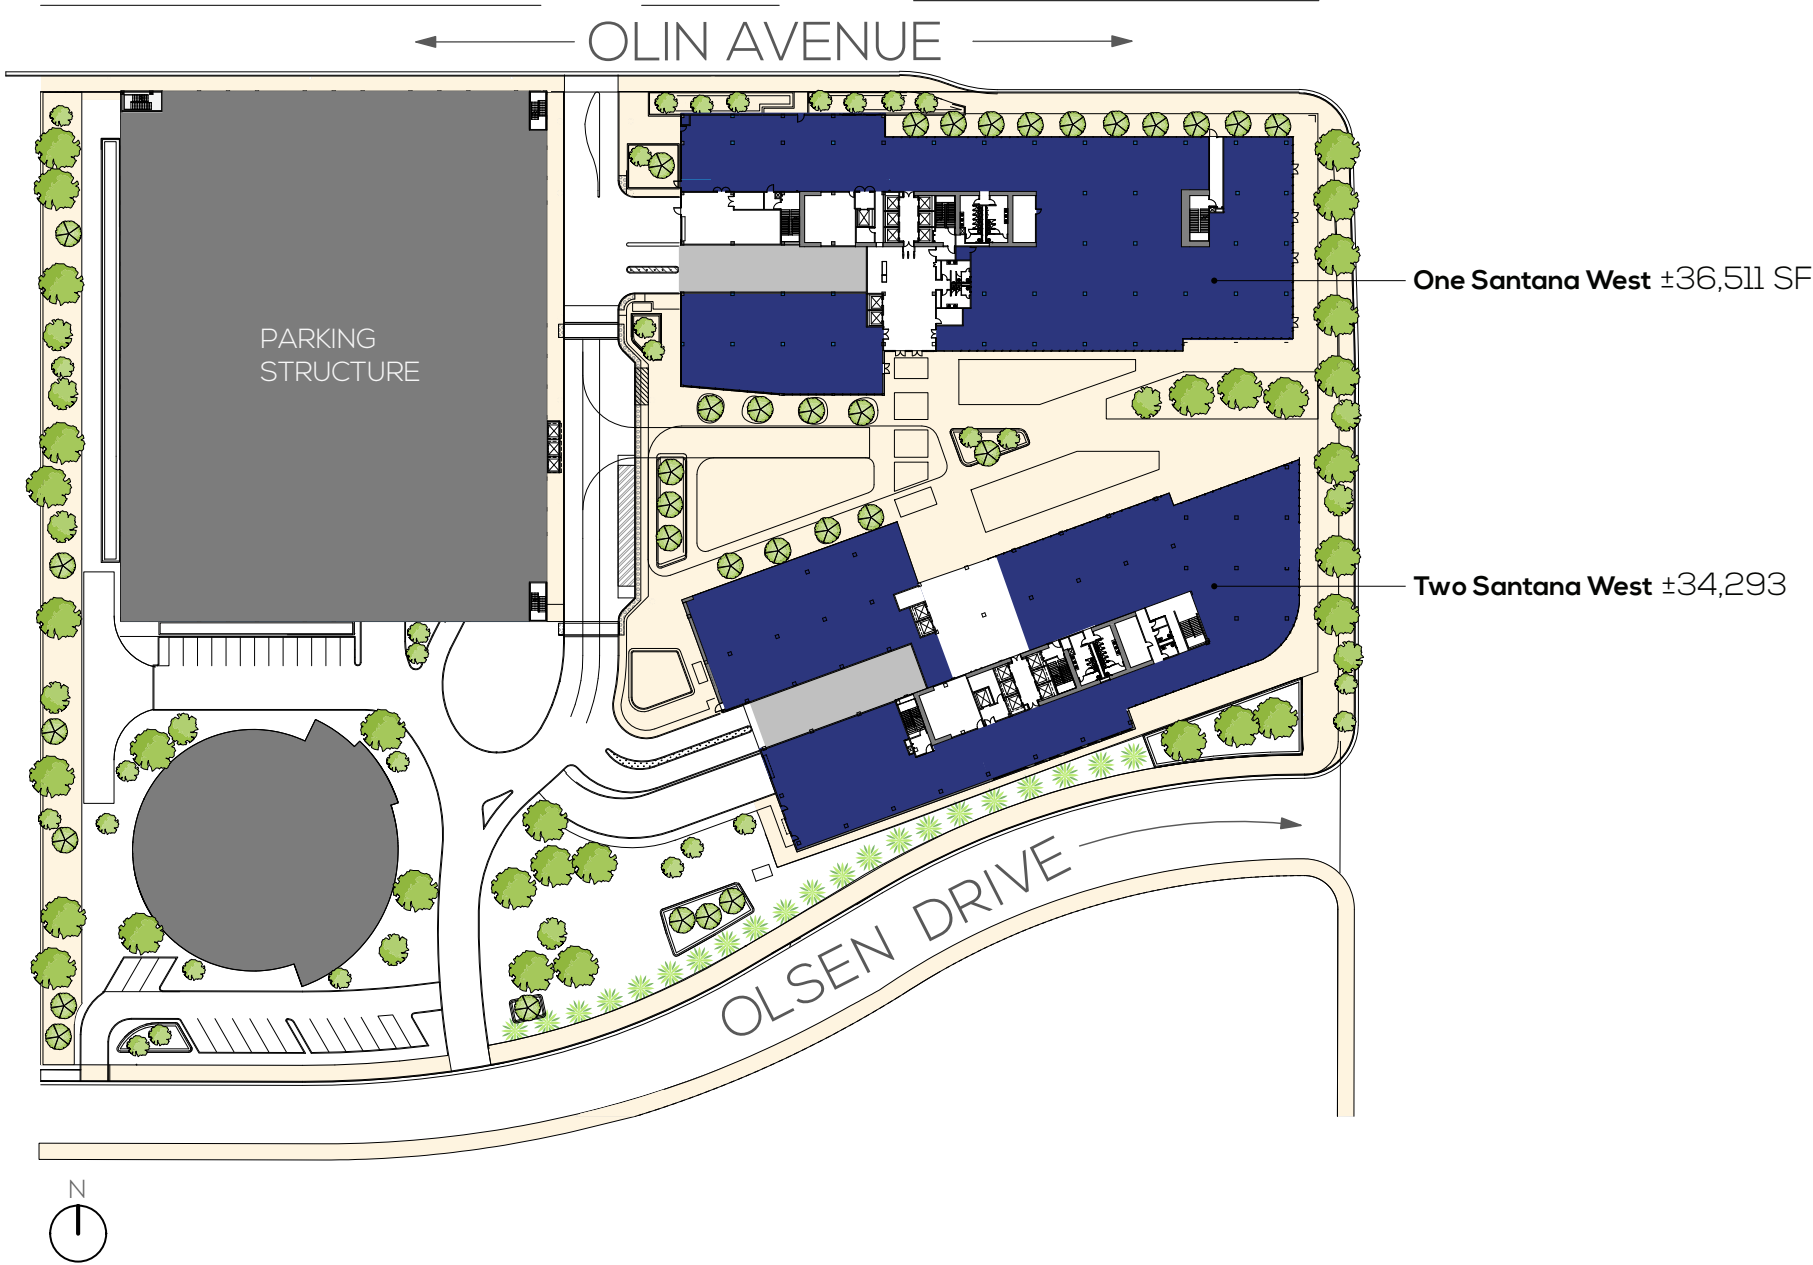 OLIN AVENUE
One Santana West ±36,511 SF
PARKING
STRUCTURE
Two Santana West ±34,293
OLSEN DRIVE
N